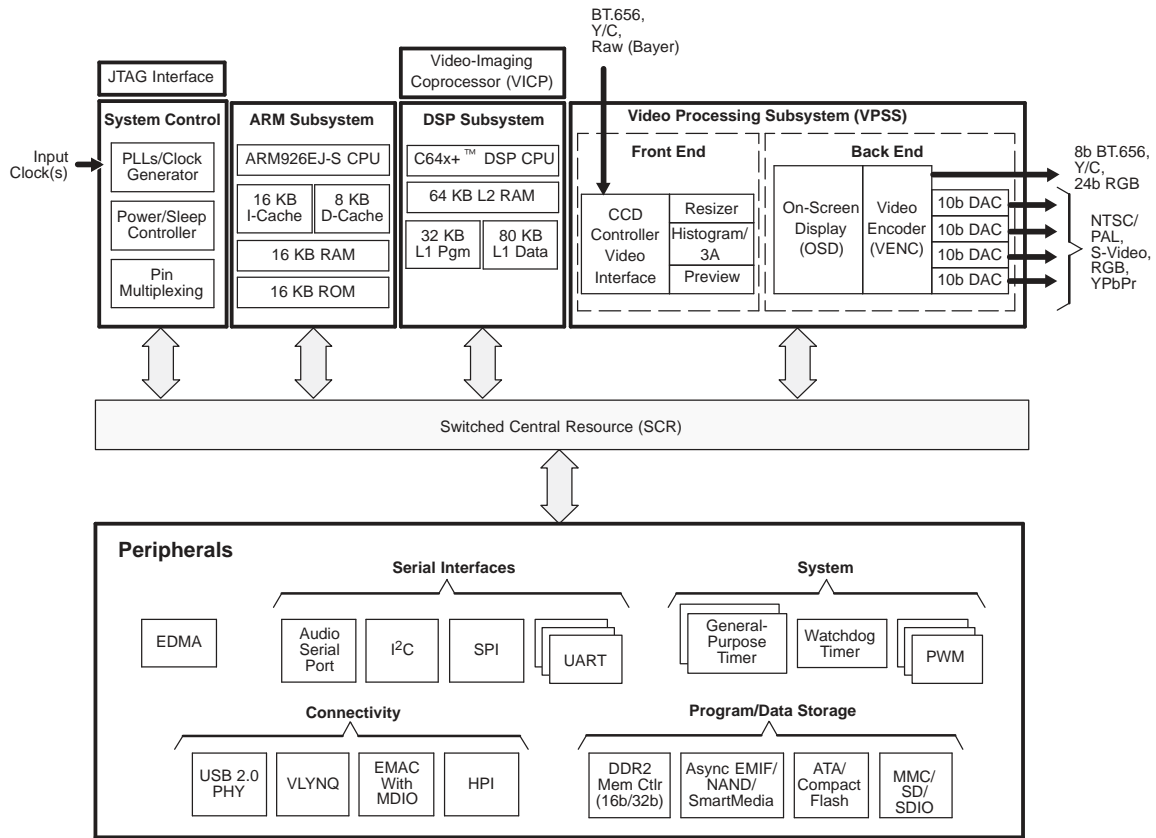 BT.656,
Y/C,
Raw (Bayer)
JTAG Interface
Video-Imaging
Coprocessor (VICP)
System Control
ARM Subsystem
DSP Subsystem
Video Processing Subsystem (VPSS)
Input
Clock(s)
PLLs/Clock
Generator
Power/Sleep
Controller
Pin
Multiplexing
ARM926EJ-S CPU
16 KB
I-Cache
8 KB
D-Cache
16 KB RAM
16 KB ROM
C64x+™ DSP CPU
64 KB L2 RAM
32 KB
L1 Pgm
80 KB
L1 Data
Front End
CCD
Controller
Video
Interface
Resizer
Histogram/
3A
Preview
Back End
On-Screen
Display
(OSD)
Video
Encoder
(VENC)
10b DAC
10b DAC
10b DAC
10b DAC
8b BT.656,
Y/C,
24b RGB
NTSC/
PAL,
S-Video,
RGB,
YPbPr
Switched Central Resource (SCR)
Peripherals
EDMA
Serial Interfaces
Audio
Serial
Port
I²C
SPI
UART
System
General-
Purpose
Timer
Watchdog
Timer
PWM
Connectivity
USB 2.0
PHY
VLYNQ
EMAC
With
MDIO
HPI
Program/Data Storage
DDR2
Mem Ctlr
(16b/32b)
Async EMIF/
NAND/
SmartMedia
ATA/
Compact
Flash
MMC/
SD/
SDIO